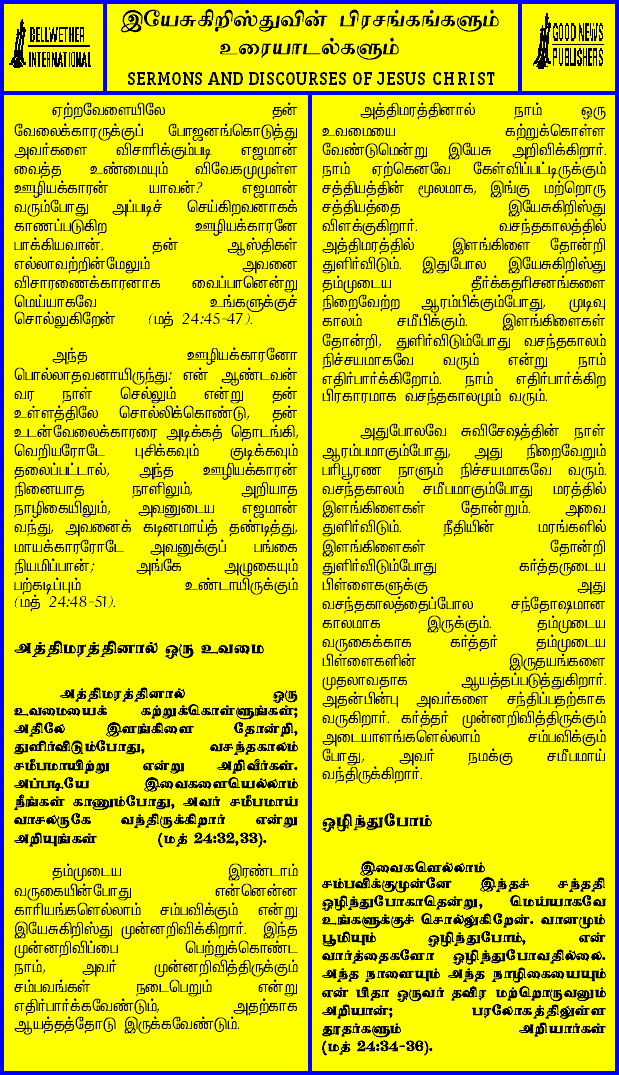 BELLWETHER
INTERNATIONAL
இயேசுகிறிஸ்துவின் பிரசங்கங்களும்
உரையாடல்களும்
SERMONS AND DISCOURSES OF JESUS CHRIST
GOOD NEWS
PUBLISHERS
ஏற்றவேளையிலே தன்
வேலைக்காரருக்குப் போஜனங்கொடுத்து
அவர்களை விசாரிக்கும்படி எஜமான்
வைத்த உண்மையும் விவேகமுமுள்ள
ஊழியக்காரன் யாவன்? எஜமான்
வரும்போது அப்படிச் செய்கிறவனாகக்
காணப்படுகிற ஊழியக்காரனே
பாக்கியவான். தன் ஆஸ்திகள்
எல்லாவற்றின்மேலும் அவனை
விசாரணைக்காரனாக வைப்பானென்று
மெய்யாகவே உங்களுக்குச்
சொல்லுகிறேன் (மத் 24:45-47).
அந்த ஊழியக்காரனோ
பொல்லாதவனாயிருந்து: என் ஆண்டவன்
வர நாள் செல்லும் என்று தன்
உள்ளத்திலே சொல்லிக்கொண்டு, தன்
உடன்வேலைக்காரரை அடிக்கத் தொடங்கி,
வெறியரோடே புசிக்கவும் குடிக்கவும்
தலைப்பட்டால், அந்த ஊழியக்காரன்
நினையாத நாளிலும், அறியாத
நாழிகையிலும், அவனுடைய எஜமான்
வந்து, அவனைக் கடினமாய்த் தண்டித்து,
மாயக்காரரோடே அவனுக்குப் பங்கை
நியமிப்பான்; அங்கே அழுகையும்
பற்கடிப்பும் உண்டாயிருக்கும்
(மத் 24:48-51).
அத்திமரத்தினால் ஒரு உவமை
அத்திமரத்தினால் ஒரு
உவமையைக் கற்றுக்கொள்ளுங்கள்;
அதிலே இளங்கிளை தோன்றி,
துளிர்விடும்போது, வசந்தகாலம்
சமீபமாயிற்று என்று அறிவீர்கள்.
அப்படியே இவைகளையெல்லாம்
நீங்கள் காணும்போது, அவர் சமீபமாய்
வாசலருகே வந்திருக்கிறார் என்று
அறியுங்கள் (மத் 24:32,33).
தம்முடைய இரண்டாம்
வருகையின்போது என்னென்ன
காரியங்களெல்லாம் சம்பவிக்கும் என்று
இயேசுகிறிஸ்து முன்னறிவிக்கிறார். இந்த
முன்னறிவிப்பை பெற்றுக்கொண்ட
நாம், அவர் முன்னறிவித்திருக்கும்
சம்பவங்கள் நடைபெறும் என்று
எதிர்பார்க்கவேண்டும், அதற்காக
ஆயத்தத்தோடு இருக்கவேண்டும்.
அத்திமரத்தினால் நாம் ஒரு
உவமையை கற்றுக்கொள்ள
வேண்டுமென்று இயேசு அறிவிக்கிறார்.
நாம் ஏற்கெனவே கேள்விப்பட்டிருக்கும்
சத்தியத்தின் மூலமாக, இங்கு மற்றொரு
சத்தியத்தை இயேசுகிறிஸ்து
விளக்குகிறார். வசந்தகாலத்தில்
அத்திமரத்தில் இளங்கிளை தோன்றி
துளிர்விடும். இதுபோல இயேசுகிறிஸ்து
தம்முடைய தீர்க்கதரிசனங்களை
நிறைவேற்ற ஆரம்பிக்கும்போது, முடிவு
காலம் சமீபிக்கும். இளங்கிளைகள்
தோன்றி, துளிர்விடும்போது வசந்தகாலம்
நிச்சயமாகவே வரும் என்று நாம்
எதிர்பார்க்கிறோம். நாம் எதிர்பார்க்கிற
பிரகாரமாக வசந்தகாலமும் வரும்.
அதுபோலவே சுவிசேஷத்தின் நாள்
ஆரம்பமாகும்போது, அது நிறைவேறும்
பரிபூரண நாளும் நிச்சயமாகவே வரும்.
வசந்தகாலம் சமீபமாகும்போது மரத்தில்
இளங்கிளைகள் தோன்றும். அவை
துளிர்விடும். நீதியின் மரங்களில்
இளங்கிளைகள் தோன்றி
துளிர்விடும்போது கர்த்தருடைய
பிள்ளைகளுக்கு அது
வசந்தகாலத்தைப்போல சந்தோஷமான
காலமாக இருக்கும். தம்முடைய
வருகைக்காக கர்த்தர் தம்முடைய
பிள்ளைகளின் இருதயங்களை
முதலாவதாக ஆயத்தப்படுத்துகிறார்.
அதன்பின்பு அவர்களை சந்திப்பதற்காக
வருகிறார். கர்த்தர் முன்னறிவித்திருக்கும்
அடையாளங்களெல்லாம் சம்பவிக்கும்
போது, அவர் நமக்கு சமீபமாய்
வந்திருக்கிறார்.
ஒழிந்துபோம்
இவைகளெல்லாம்
சம்பவிக்குமுன்னே இந்தச் சந்ததி
ஒழிந்துபோகாதென்று, மெய்யாகவே
உங்களுக்குச் சொல்லுகிறேன். வானமும்
பூமியும் ஒழிந்துபோம், என்
வார்த்தைகளோ ஒழிந்துபோவதில்லை.
அந்த நாளையும் அந்த நாழிகையையும்
என் பிதா ஒருவர் தவிர மற்றொருவனும்
அறியான்; பரலோகத்திலுள்ள
தூதர்களும் அறியார்கள்
(மத் 24:34-36).